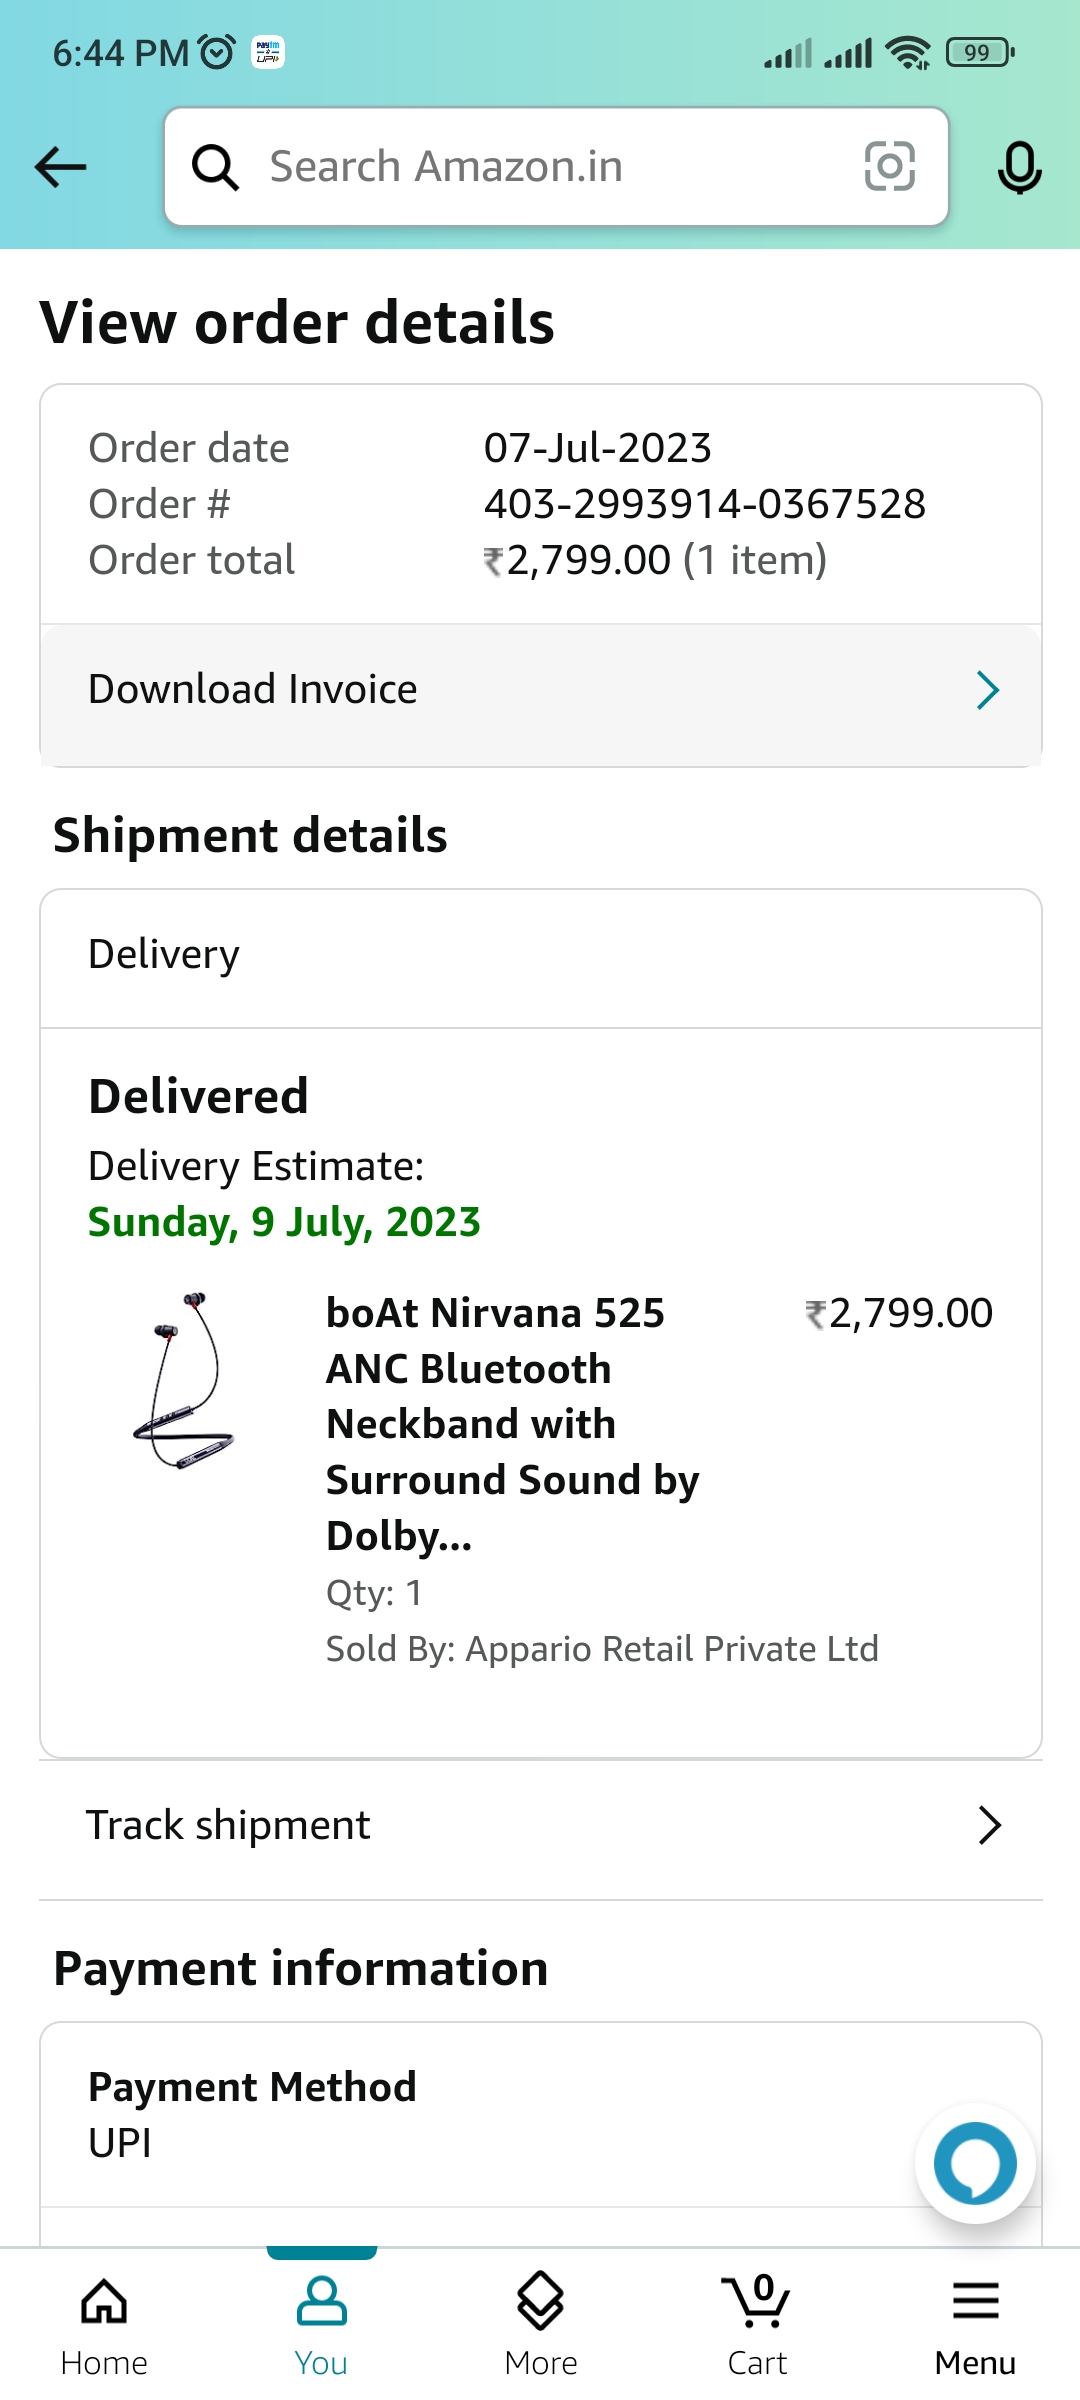 6:44 PM
paytm
UPI
99
Search Amazon.in
View order details
Order date 07-Jul-2023
Order # 403-2993914-0367528
Order total ₹2,799.00 (1 item)
Download Invoice
Shipment details
Delivery
Delivered
Delivery Estimate:
Sunday, 9 July, 2023
boAt Nirvana 525 ₹2,799.00
ANC Bluetooth
Neckband with
Surround Sound by
Dolby...
Qty: 1
Sold By: Appario Retail Private Ltd
Track shipment
Payment information
Payment Method
UPI
0
Home You More Cart Menu